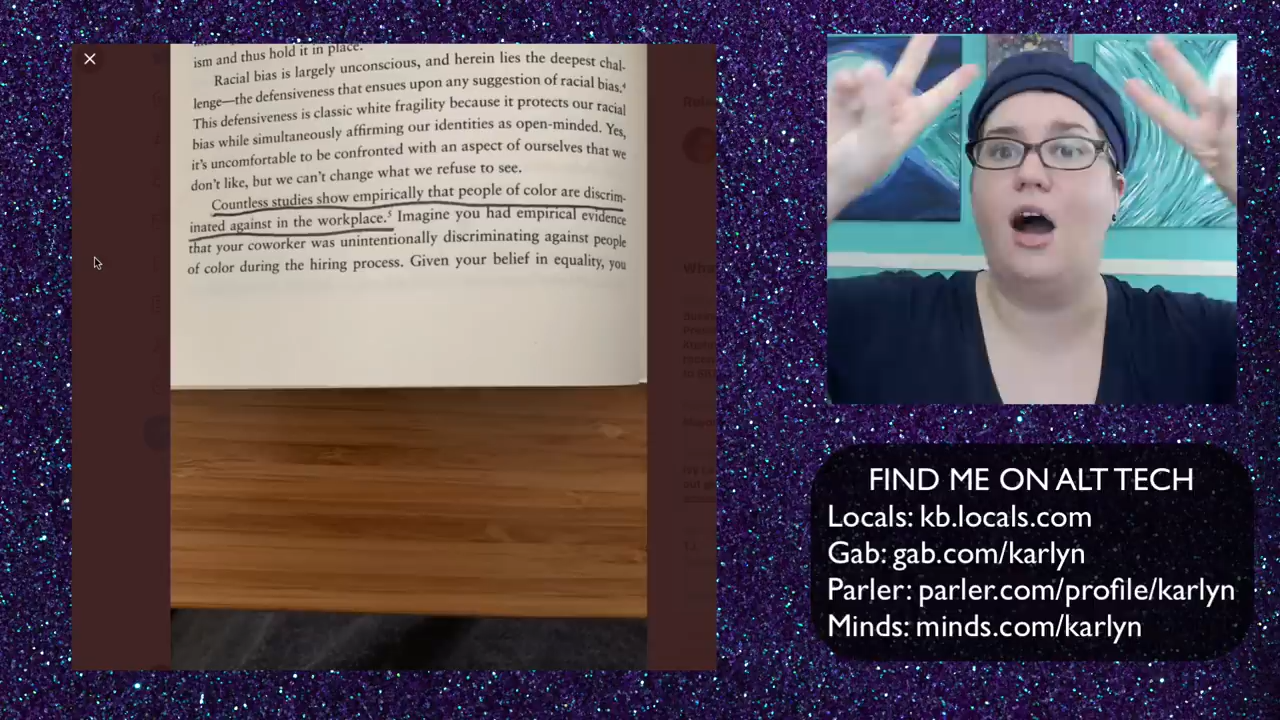 ism and thus hold it in place.
Racial bias is largely unconscious, and herein lies the deepest chal-
lenge—the defensiveness that ensues upon any suggestion of racial bias.⁴
This defensiveness is classic white fragility because it protects our racial
bias while simultaneously affirming our identities as open-minded. Yes,
it's uncomfortable to be confronted with an aspect of ourselves that we
don't like, but we can't change what we refuse to see.
Countless studies show empirically that people of color are discrim-
inated against in the workplace.⁵ Imagine you had empirical evidence
that your coworker was unintentionally discriminating against people
of color during the hiring process. Given your belief in equality, you
FIND ME ON ALT TECH
Locals: kb.locals.com
Gab: gab.com/karlyn
Parler: parler.com/profile/karlyn
Minds: minds.com/karlyn